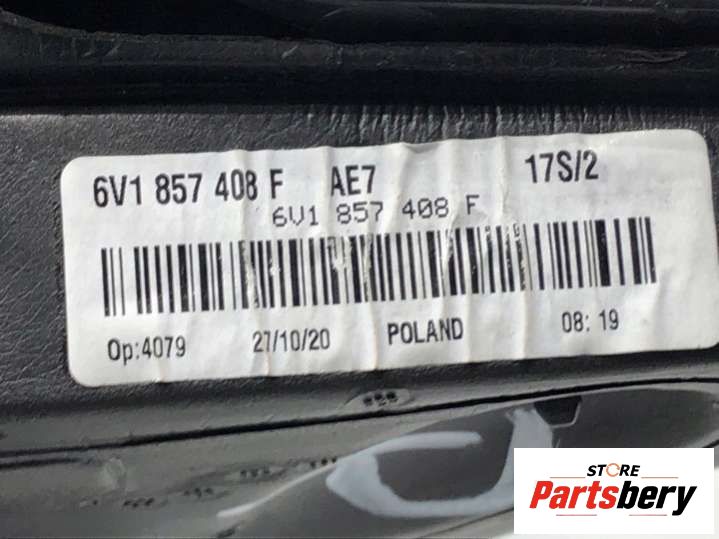 6V1 857 408 F AE7 17S/2
6V1 857 408 F
Op:4079 27/10/20 POLAND 08: 19
STORE
Partsbery